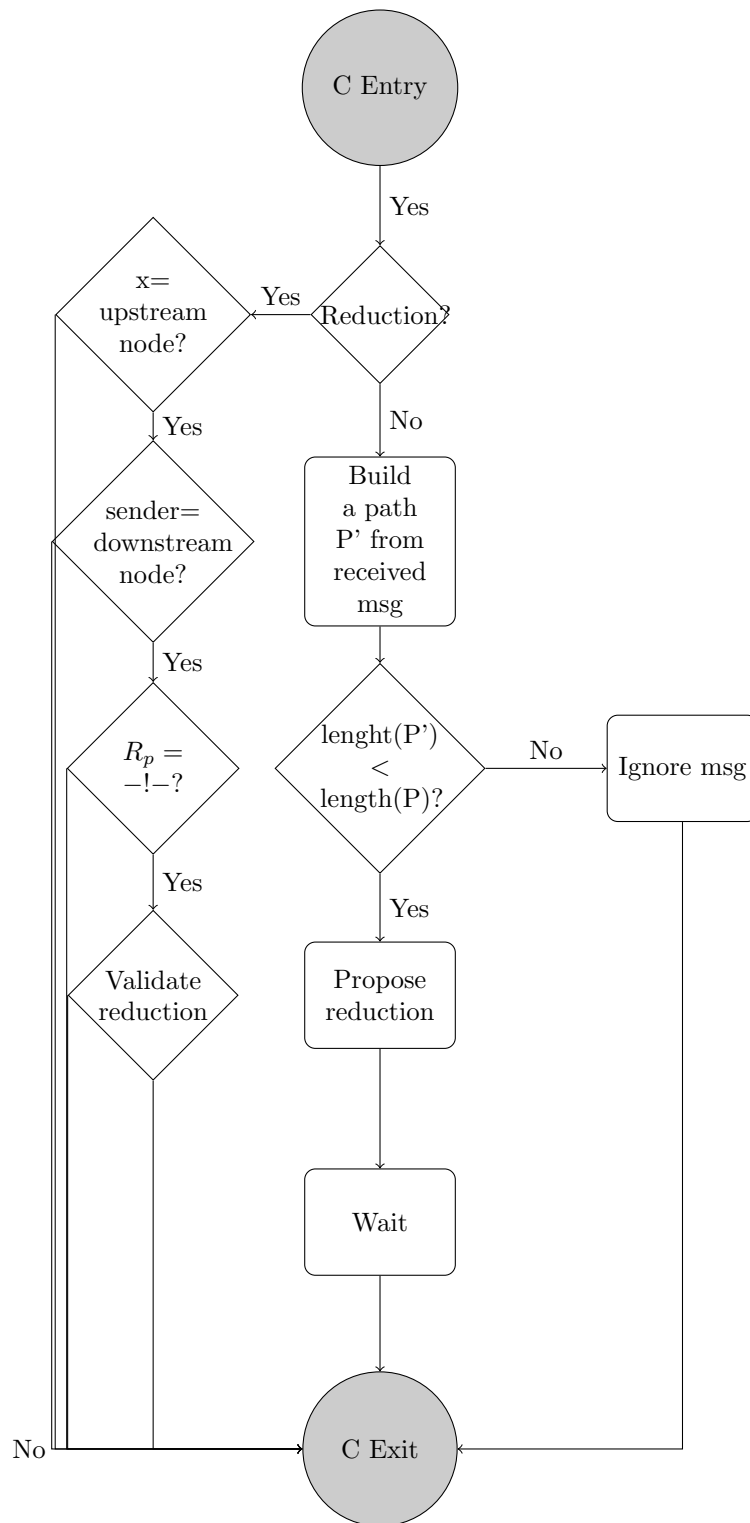 C Entry
Yes
x=
upstream
node?
Yes
Reduction?
Yes
No
sender=
downstream
node?
Build
a path
P' from
received
msg
Yes
R_p =
−!−?
lenght(P')
<
length(P)?
No
Ignore msg
Yes
Yes
Validate
reduction
Propose
reduction
Wait
No
C Exit